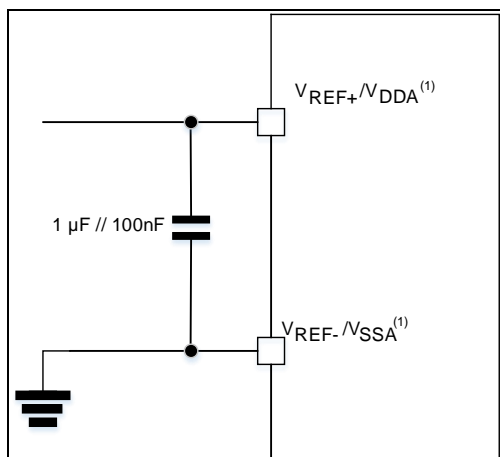 VREF+/VDDA(1)
1 µF // 100nF
VREF-/VSSA(1)